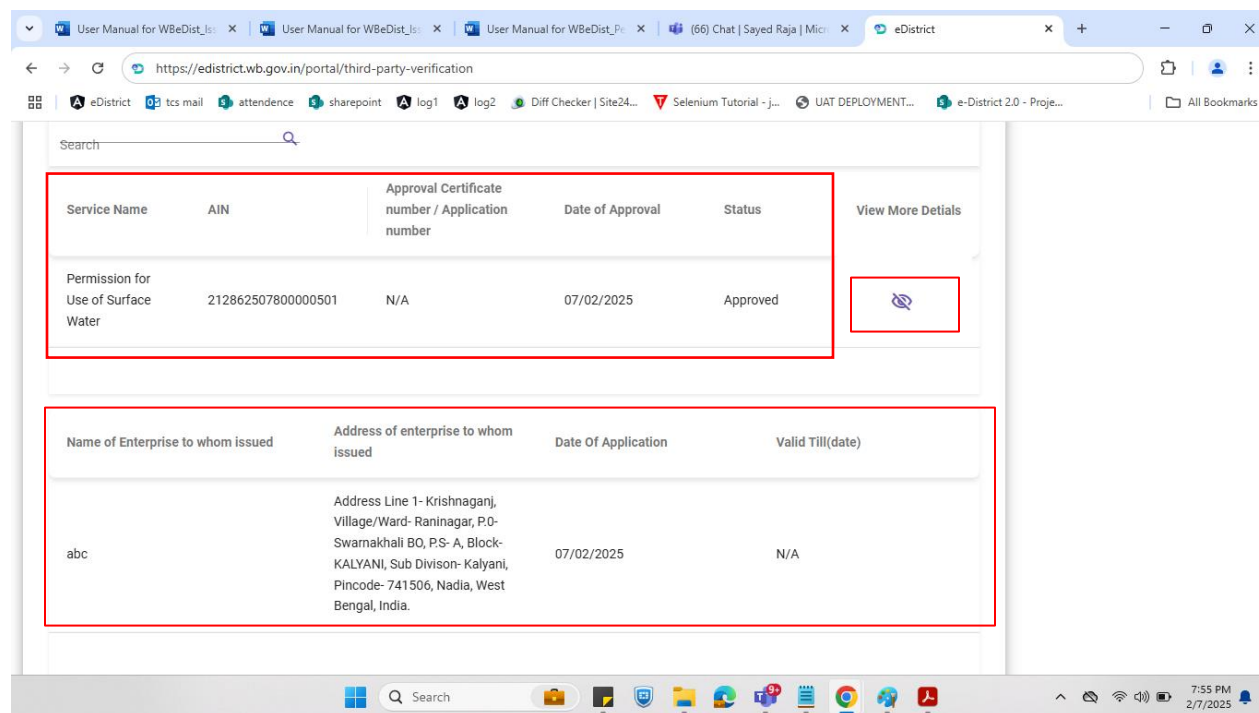 User Manual for WBeDist_Iss
User Manual for WBeDist_Iss
User Manual for WBeDist_Pe
(66) Chat | Sayed Raja | Micr
eDistrict
https://edistrict.wb.gov.in/portal/third-party-verification
eDistrict tcs mail attendence sharepoint log1 log2 Diff Checker | Site24... Selenium Tutorial - j... UAT DEPLOYMENT... e-District 2.0 - Proje... All Bookmarks
Search
Service Name
AIN
Approval Certificate
number / Application
number
Date of Approval
Status
View More Detials
Permission for
Use of Surface
Water
212862507800000501
N/A
07/02/2025
Approved
Name of Enterprise to whom issued
Address of enterprise to whom
issued
Date Of Application
Valid Till(date)
abc
Address Line 1- Krishnaganj,
Village/Ward- Raninagar, P.0-
Swarnakhali BO, P.S- A, Block-
KALYANI, Sub Divison- Kalyani,
Pincode- 741506, Nadia, West
Bengal, India.
07/02/2025
N/A
Search
9+
7:55 PM
2/7/2025